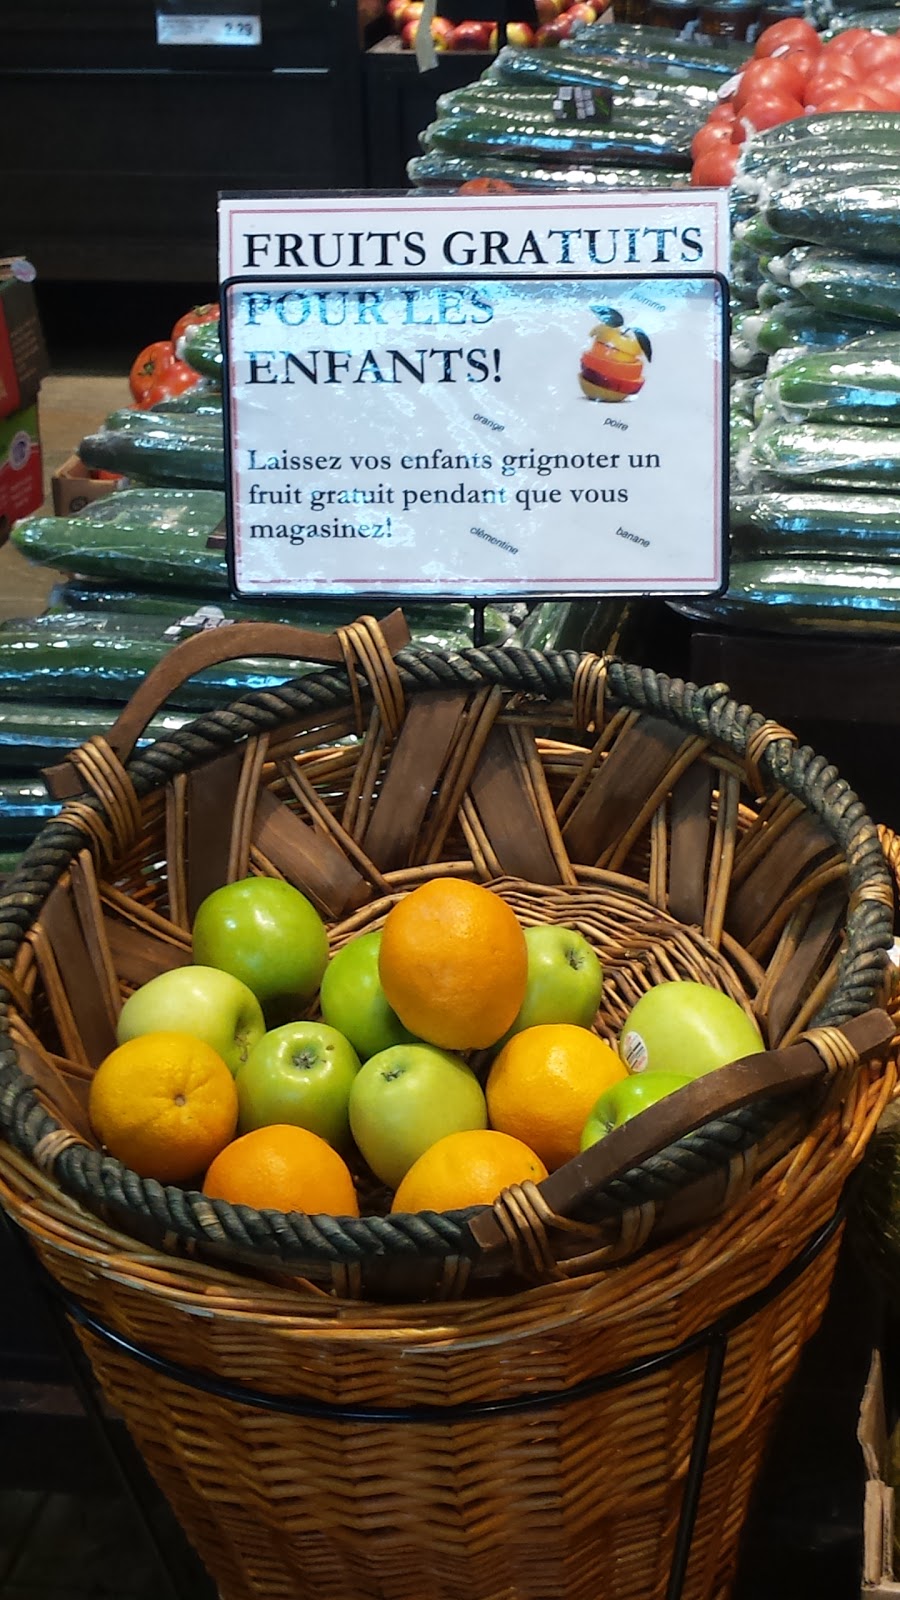 2.29
FRUITS GRATUITS
POUR LES
ENFANTS!
pomme
orange
poire
Laissez vos enfants grignoter un
fruit gratuit pendant que vous
magasinez!
clémentine
banane